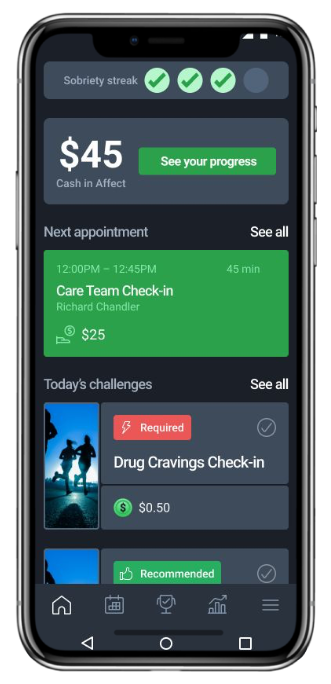 Sobriety streak
$45
See your progress
Cash in Affect
Next appointment
See all
12:00PM – 12:45PM
45 min
Care Team Check-in
Richard Chandler
$25
Today's challenges
See all
Required
Drug Cravings Check-in
$0.50
Recommended